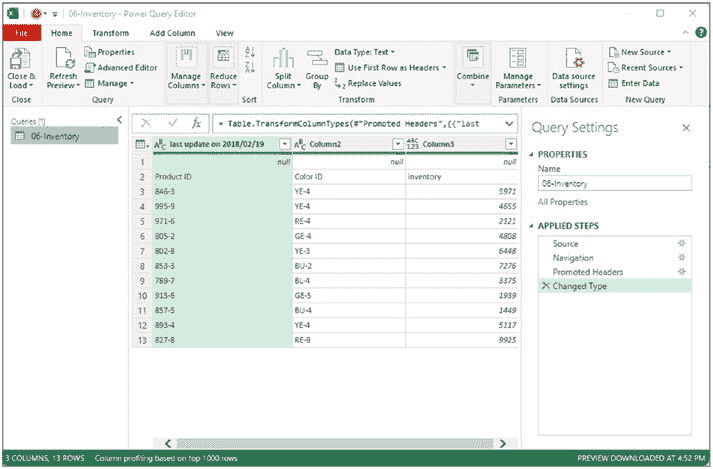 06-Inventory - Power Query Editor
File Home Transform Add Column View
Close & Load
Close
Refresh Preview
Properties
Advanced Editor
Manage
Query
Manage Columns
Reduce Rows
Sort
Split Column
Group By
Data Type: Text
Use First Row as Headers
Replace Values
Transform
Combine
Manage Parameters
Parameters
Data source settings
Data Sources
New Source
Recent Sources
Enter Data
New Query
Queries [1]
06-Inventory
= Table.TransformColumnTypes(#"Promoted Headers",{{"last
last update on 2018/02/19 Column2 Column3
1 null null null
2 Product ID Color ID inventory
3 846-3 YE-4 5971
4 995-9 YE-4 4655
5 971-6 RE-4 2121
6 805-2 GE-4 4808
7 802-8 YE-3 6448
8 853-3 BU-2 7276
9 789-7 BL-4 3375
10 915-6 GE-5 1959
11 857-5 BU-4 1449
12 893-4 YE-4 5117
13 827-8 RE-9 9925
Query Settings
PROPERTIES
Name
06-Inventory
All Properties
APPLIED STEPS
Source
Navigation
Promoted Headers
Changed Type
3 COLUMNS, 13 ROWS Column profiling based on top 1000 rows PREVIEW DOWNLOADED AT 4:52 PM